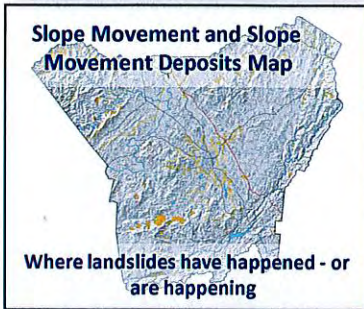 Slope Movement and Slope
Movement Deposits Map
Where landslides have happened - or
are happening